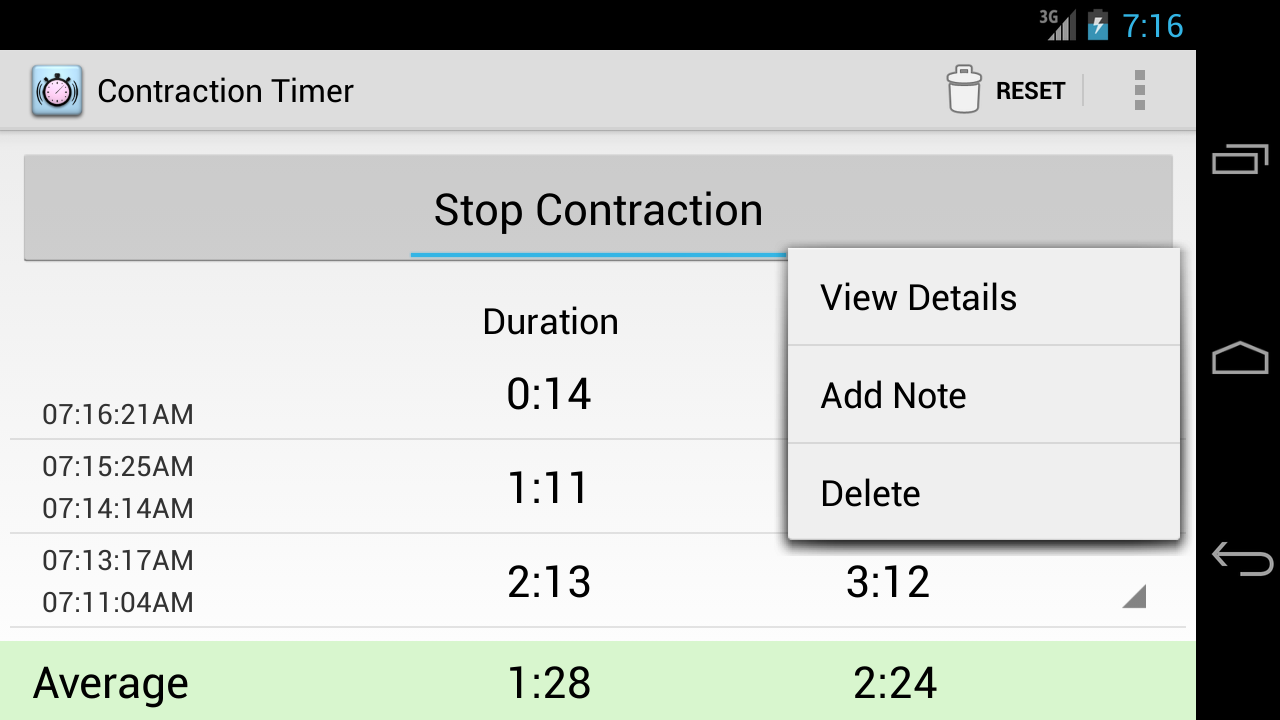 3G 7:16
Contraction Timer RESET
Stop Contraction
View Details
Duration
Add Note
0:14
07:16:21AM
07:15:25AM
1:11
Delete
07:14:14AM
07:13:17AM
2:13 3:12
07:11:04AM
Average 1:28 2:24